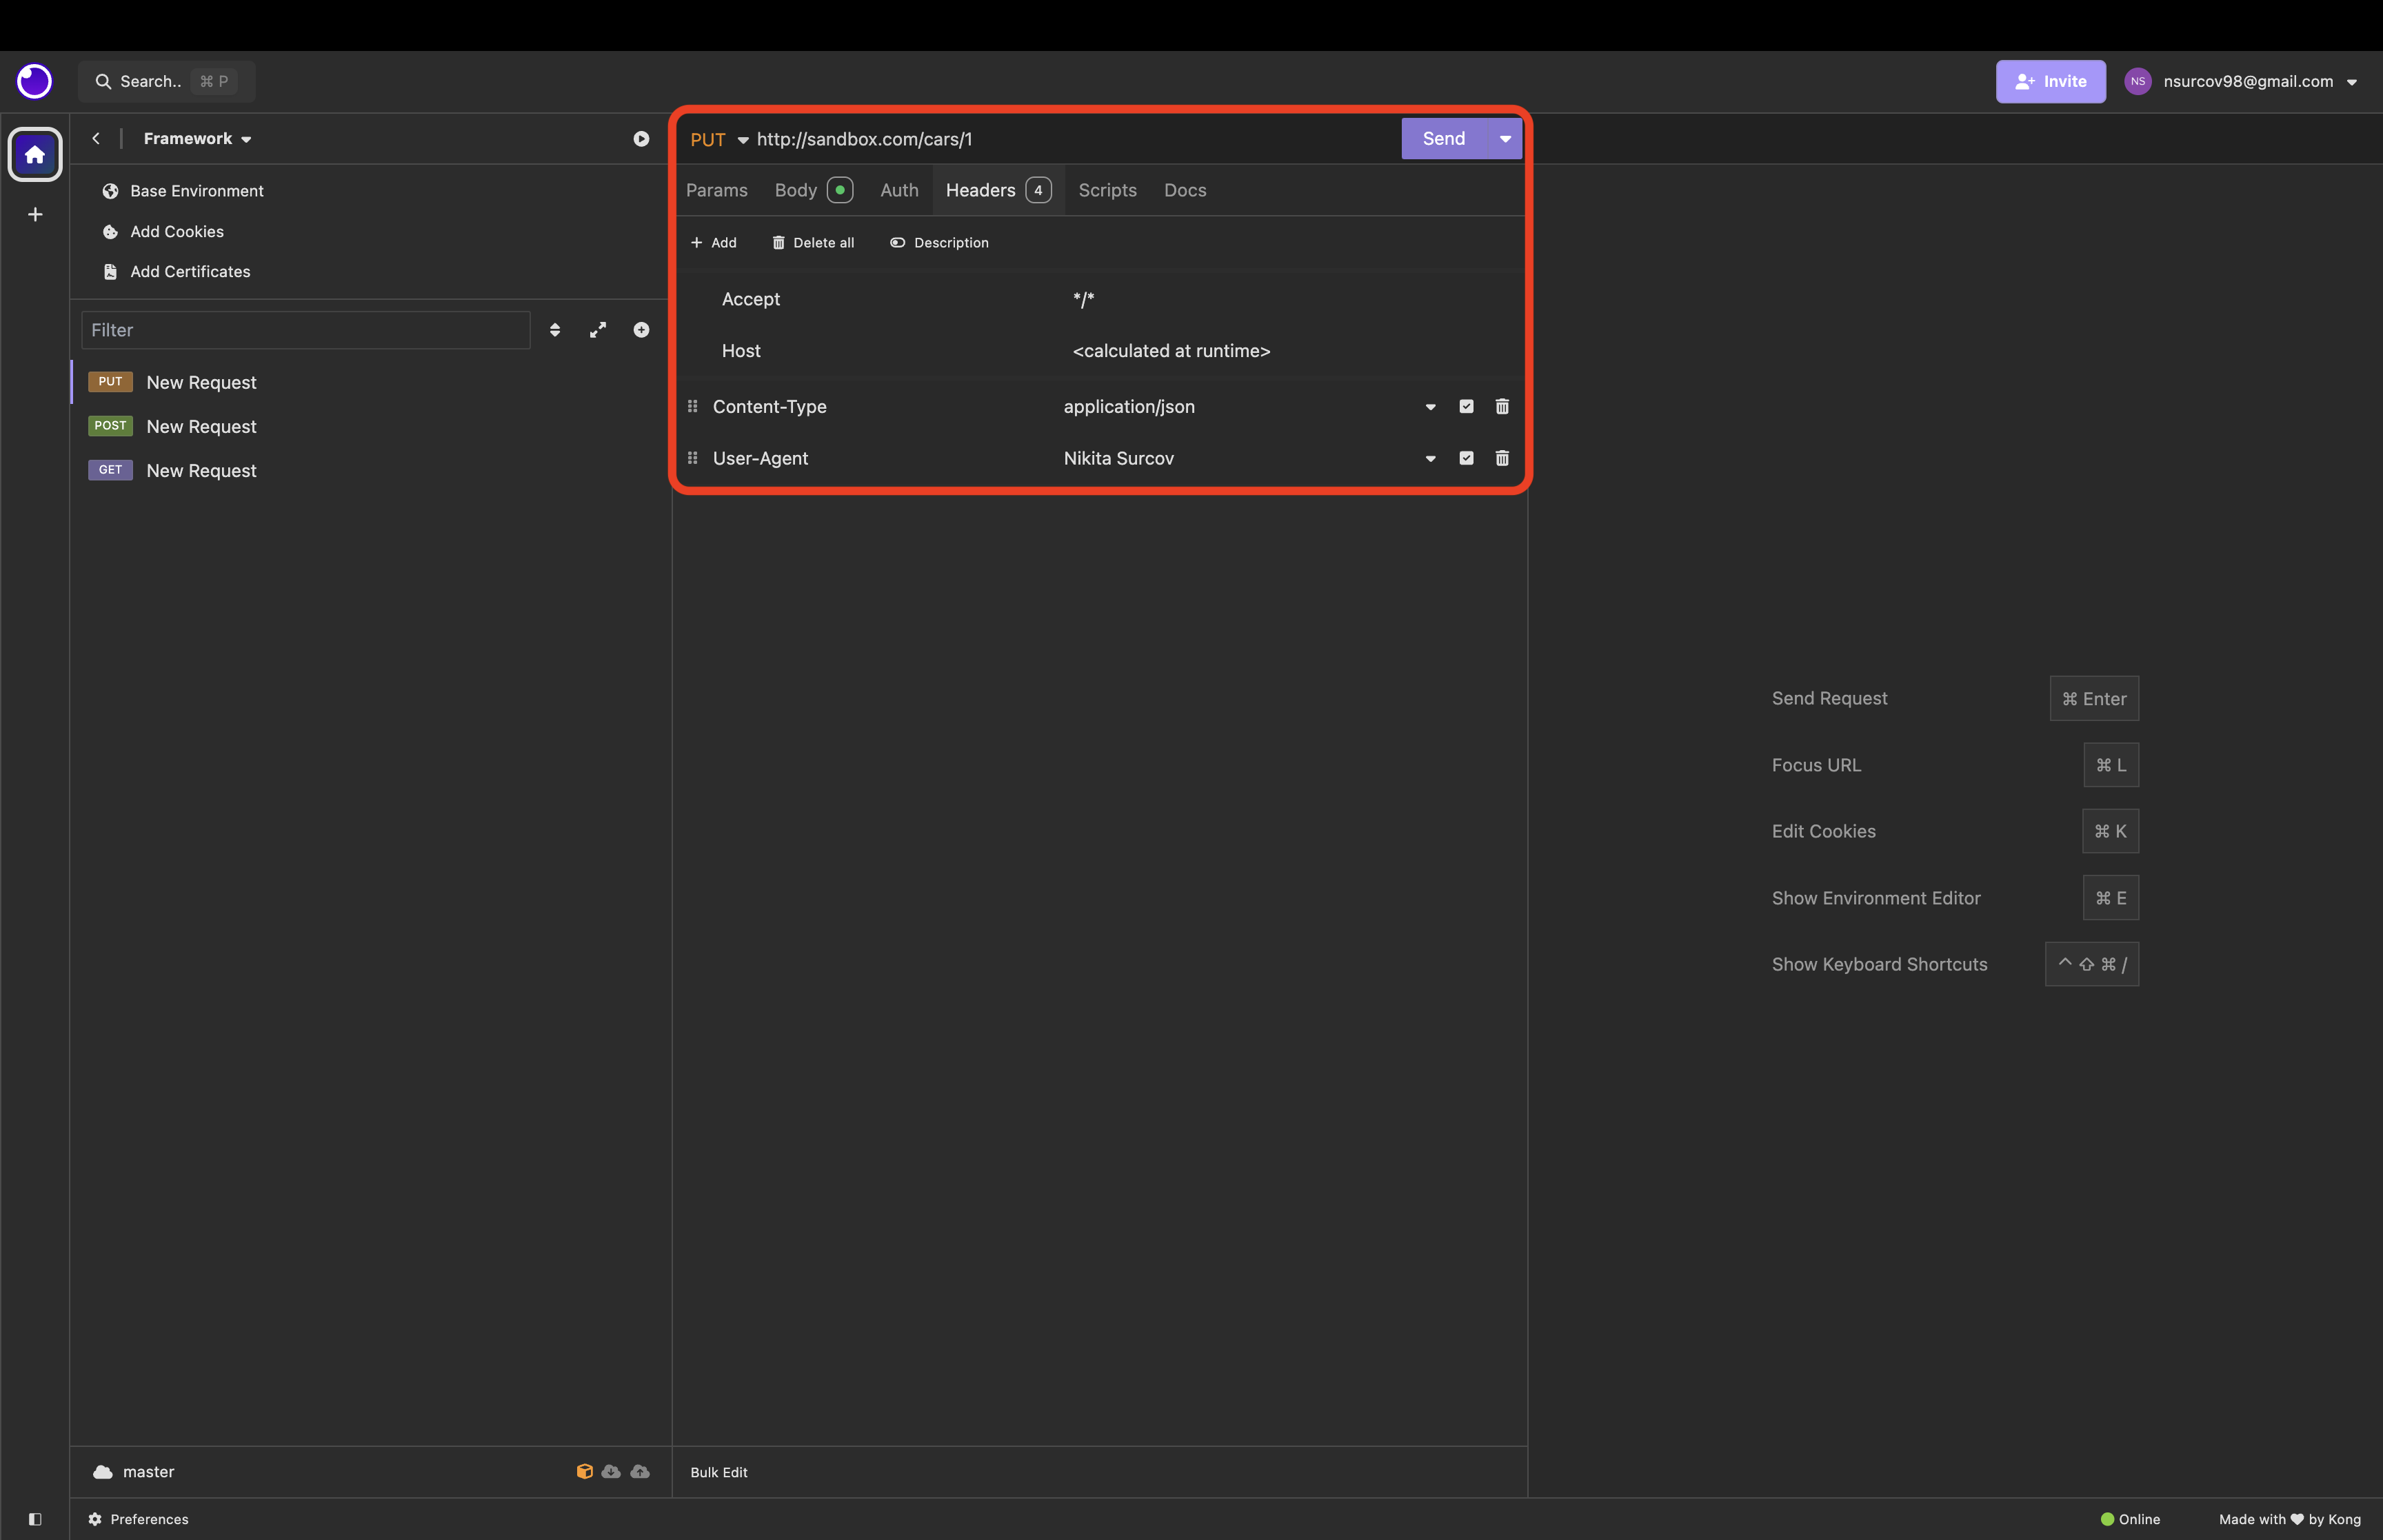 Search.. ⌘ P
Invite
NS nsurcov98@gmail.com
Framework
Base Environment
Add Cookies
Add Certificates
Filter
PUT New Request
POST New Request
GET New Request
PUT http://sandbox.com/cars/1 Send
Params Body Auth Headers 4 Scripts Docs
+ Add Delete all Description
Accept */*
Host <calculated at runtime>
Content-Type application/json
User-Agent Nikita Surcov
Send Request ⌘ Enter
Focus URL ⌘ L
Edit Cookies ⌘ K
Show Environment Editor ⌘ E
Show Keyboard Shortcuts ^ ⇧ ⌘ /
master
Bulk Edit
Preferences
Online
Made with ❤ by Kong